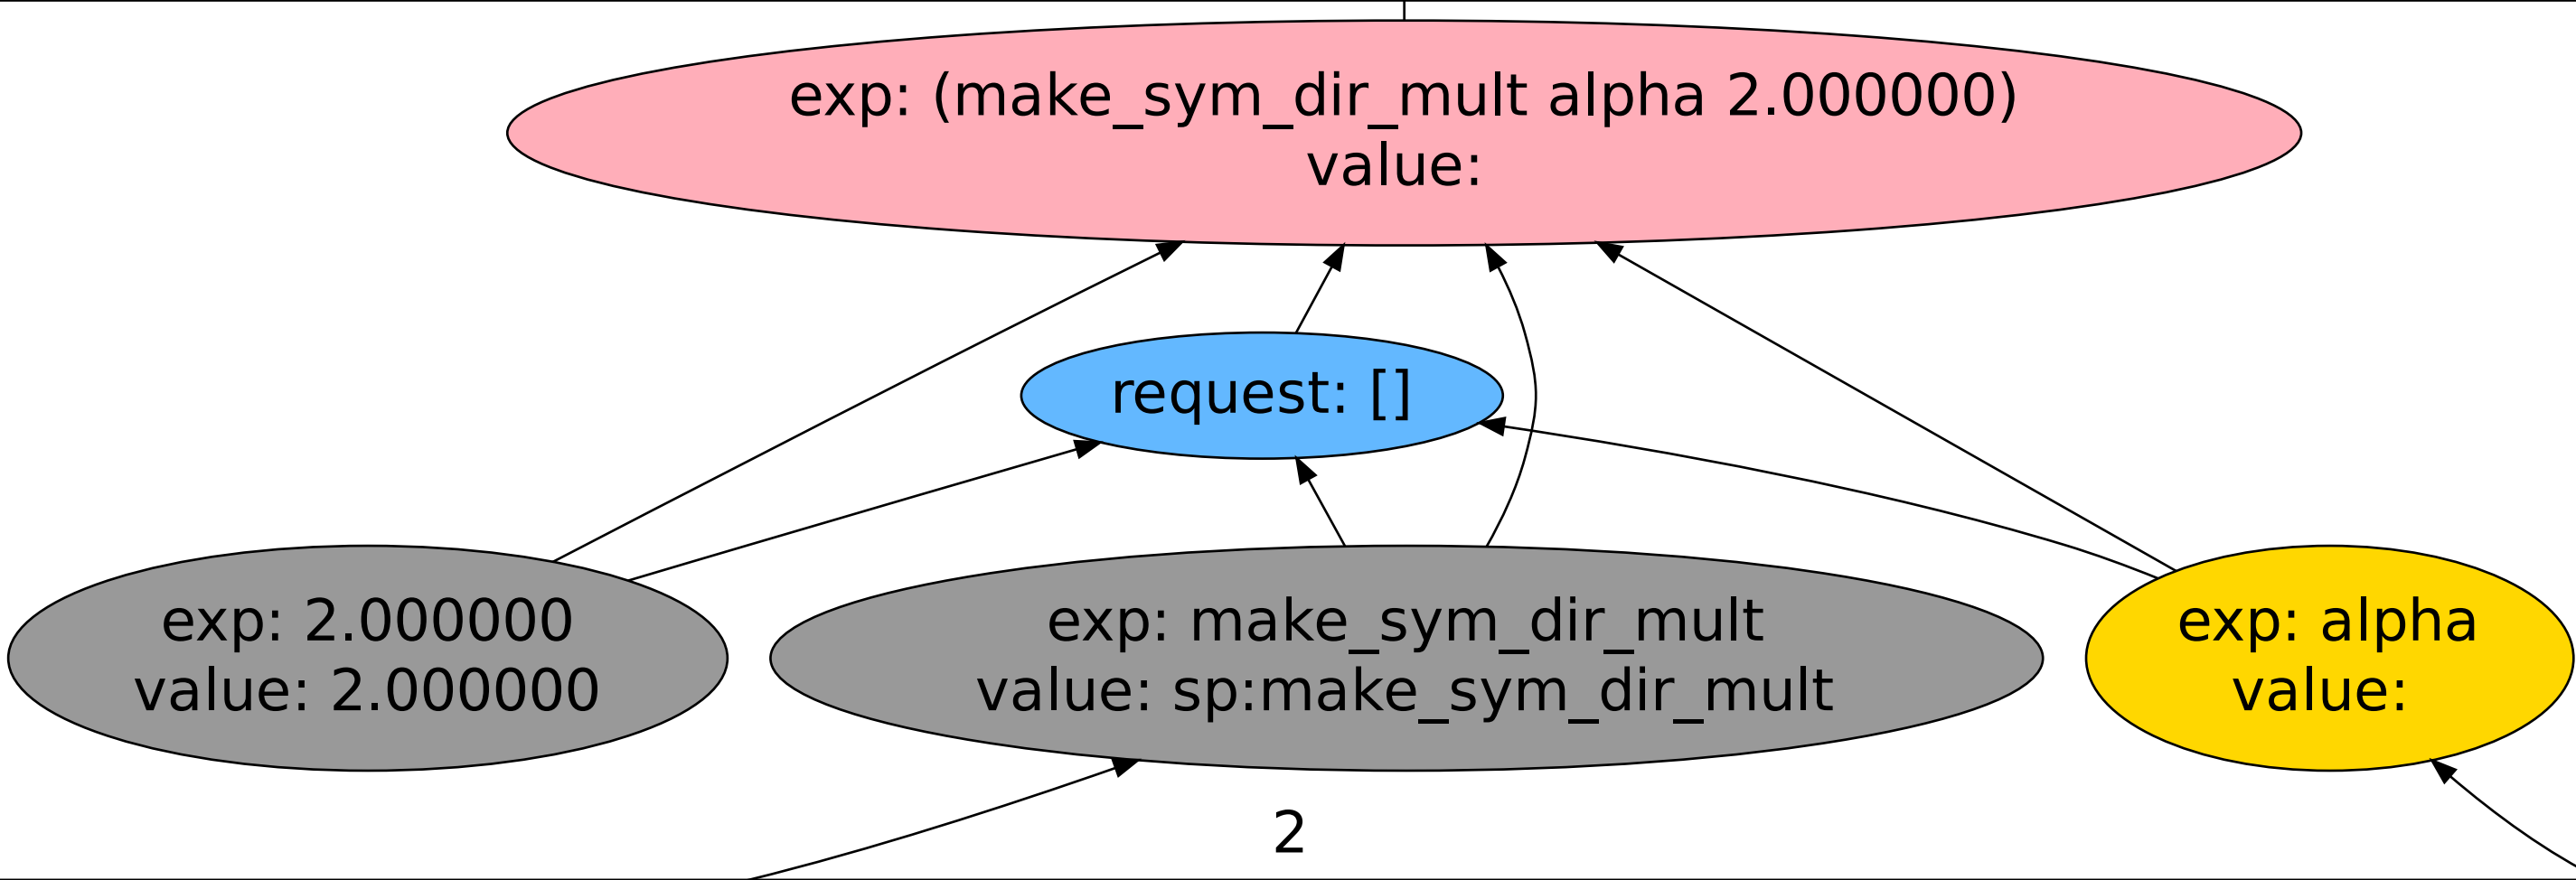 exp: (make_sym_dir_mult alpha 2.000000)
value:
request: []
exp: 2.000000
value: 2.000000
exp: make_sym_dir_mult
value: sp:make_sym_dir_mult
exp: alpha
value:
2